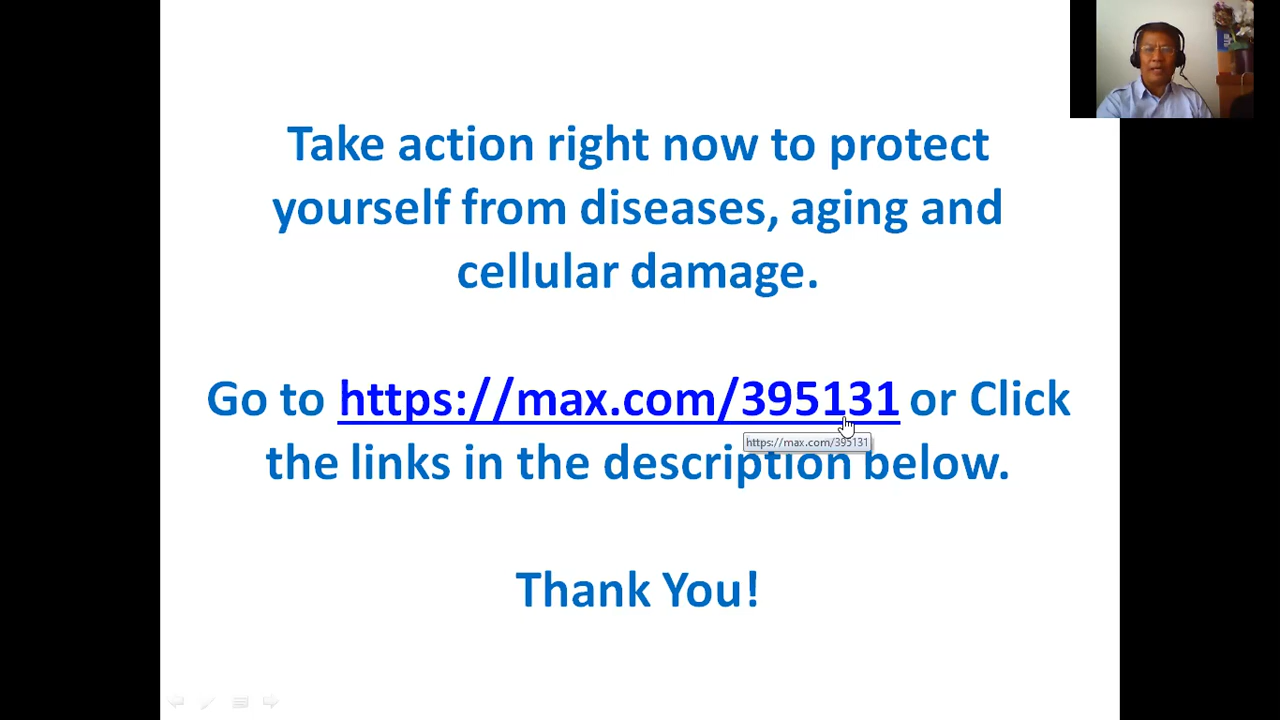 Take action right now to protect
yourself from diseases, aging and
cellular damage.
Go to https://max.com/395131 or Click
https://max.com/395131
the links in the description below.
Thank You!